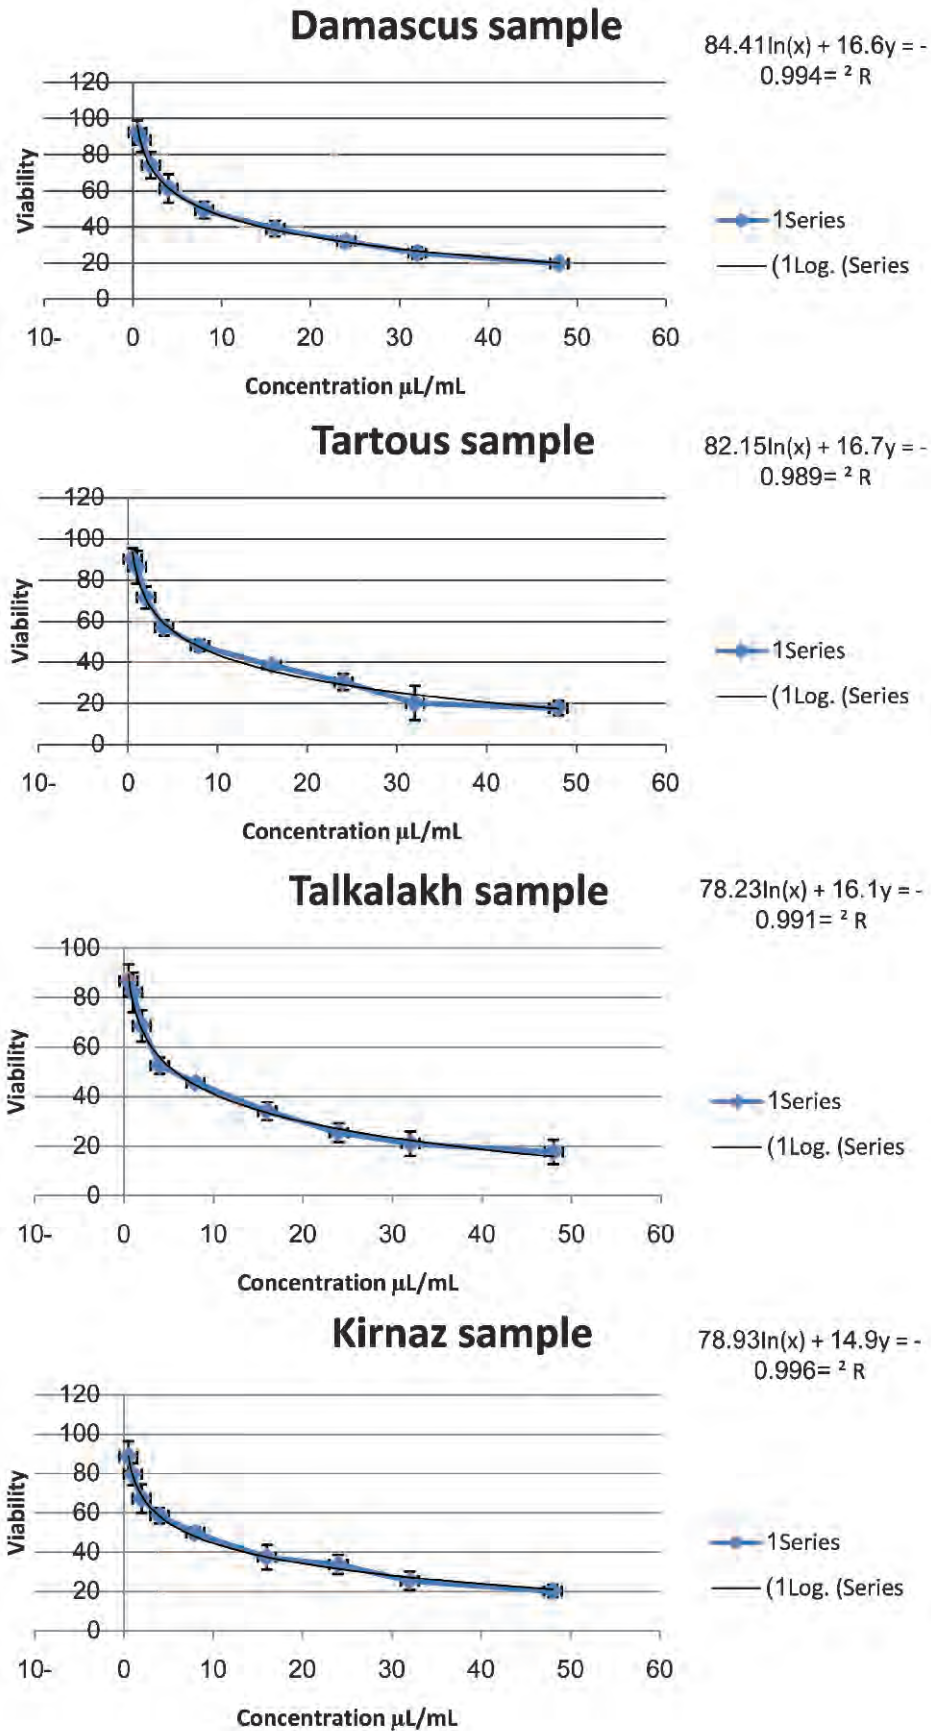 Damascus sample
84.41ln(x) + 16.6y = -
0.994= ² R
120
100
80
60
40
20
0
Viability
10- 0 10 20 30 40 50 60
Concentration µL/mL
1Series
(1Log. (Series
Tartous sample
82.15ln(x) + 16.7y = -
0.989= ² R
120
100
80
60
40
20
0
Viability
10- 0 10 20 30 40 50 60
Concentration µL/mL
1Series
(1Log. (Series
Talkalakh sample
78.23ln(x) + 16.1y = -
0.991= ² R
100
80
60
40
20
0
Viability
10- 0 10 20 30 40 50 60
Concentration µL/mL
1Series
(1Log. (Series
Kirnaz sample
78.93ln(x) + 14.9y = -
0.996= ² R
120
100
80
60
40
20
0
Viability
10- 0 10 20 30 40 50 60
Concentration µL/mL
1Series
(1Log. (Series